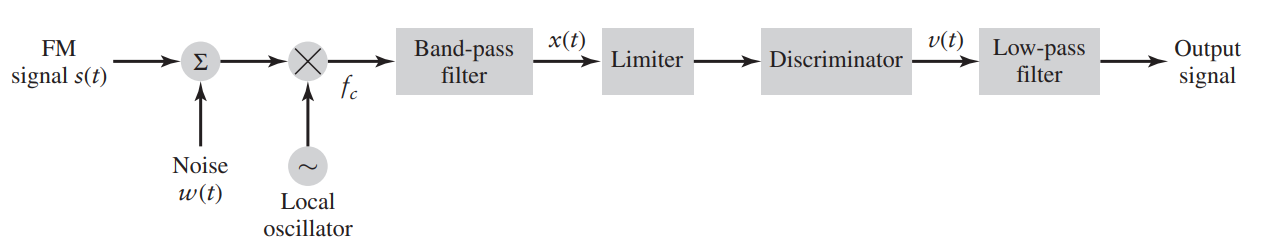 FM
signal s(t)
Σ
f_c
Band-pass
filter
x(t)
Limiter
Discriminator
v(t)
Low-pass
filter
Output
signal
Noise
w(t)
~
Local
oscillator